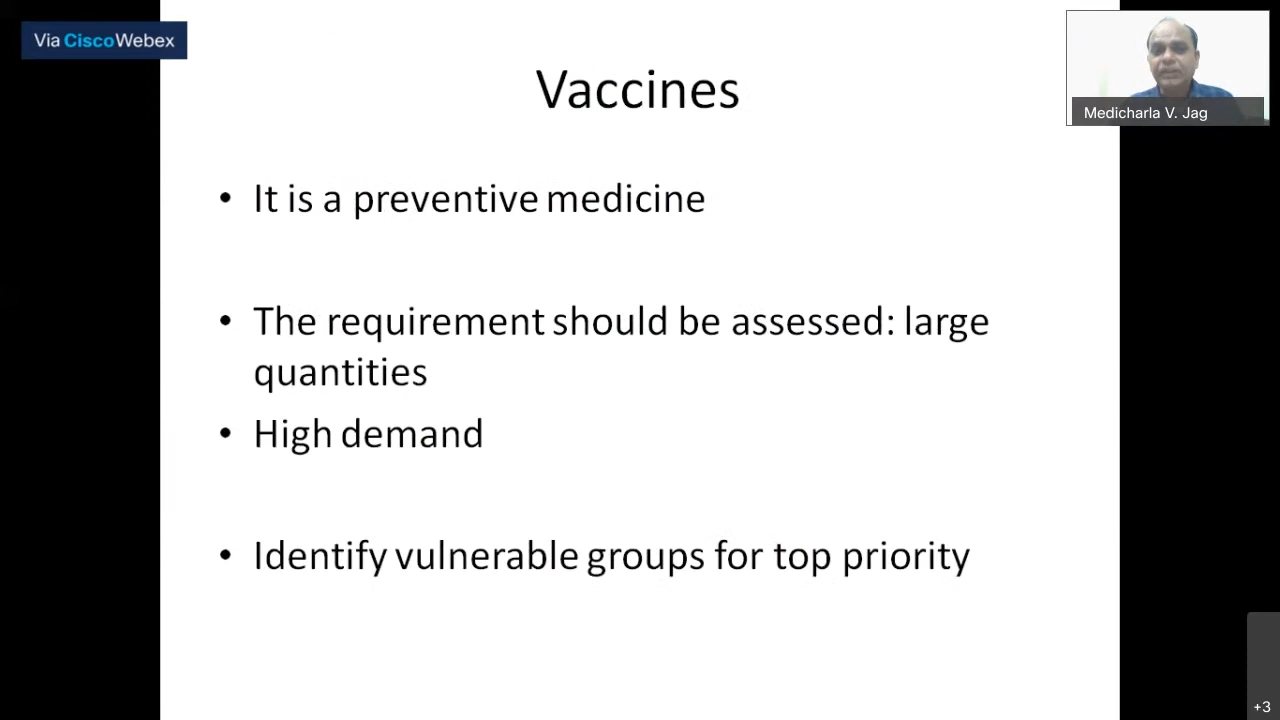 Via CiscoWebex
Medicharla V. Jag
Vaccines
• It is a preventive medicine
• The requirement should be assessed: large
quantities
• High demand
• Identify vulnerable groups for top priority
+3